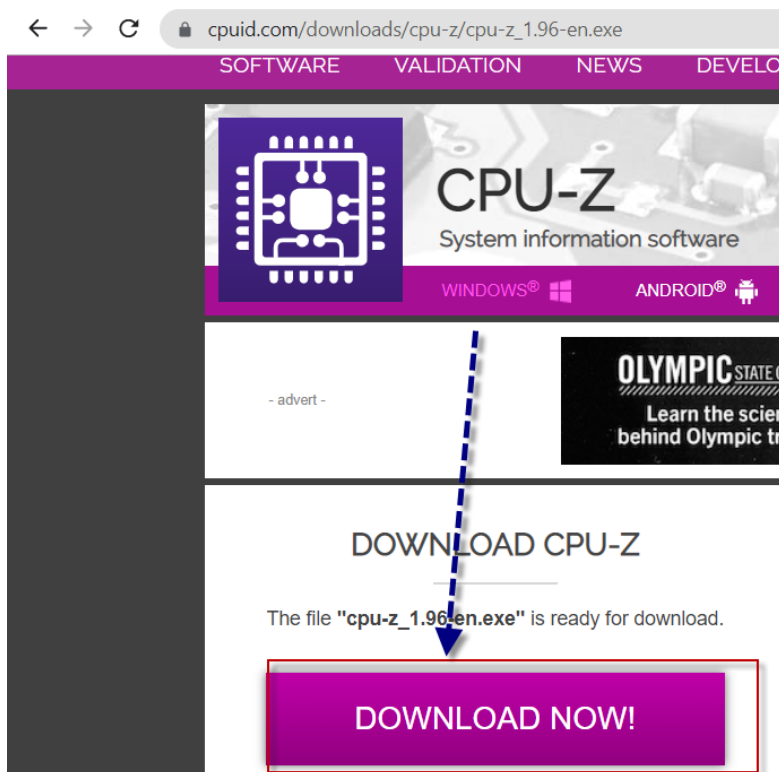 cpuid.com/downloads/cpu-z/cpu-z_1.96-en.exe
SOFTWARE VALIDATION NEWS
CPU-Z
System information software
WINDOWS® ANDROID®
- advert -
OLYMPIC STATE
Learn the
behind Olympic
DOWNLOAD CPU-Z
The file "cpu-z_1.96-en.exe" is ready for download.
DOWNLOAD NOW!